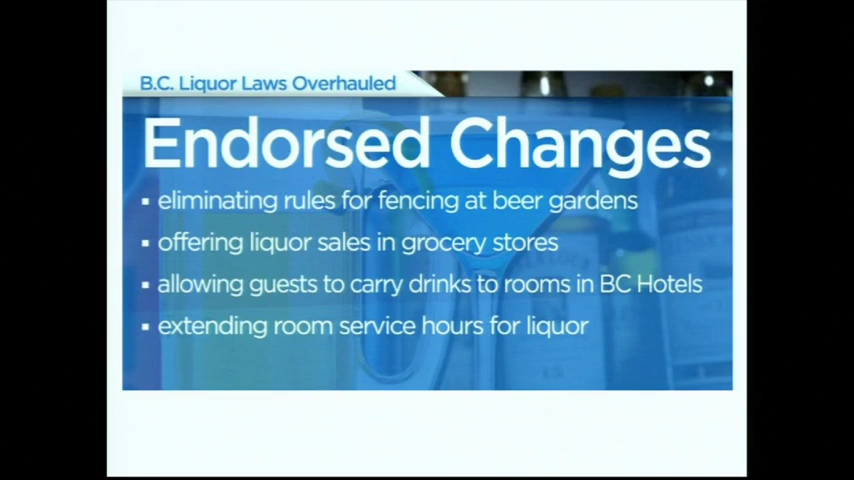 B.C. Liquor Laws Overhauled
Endorsed Changes
▪ eliminating rules for fencing at beer gardens
▪ offering liquor sales in grocery stores
▪ allowing guests to carry drinks to rooms in BC Hotels
▪ extending room service hours for liquor